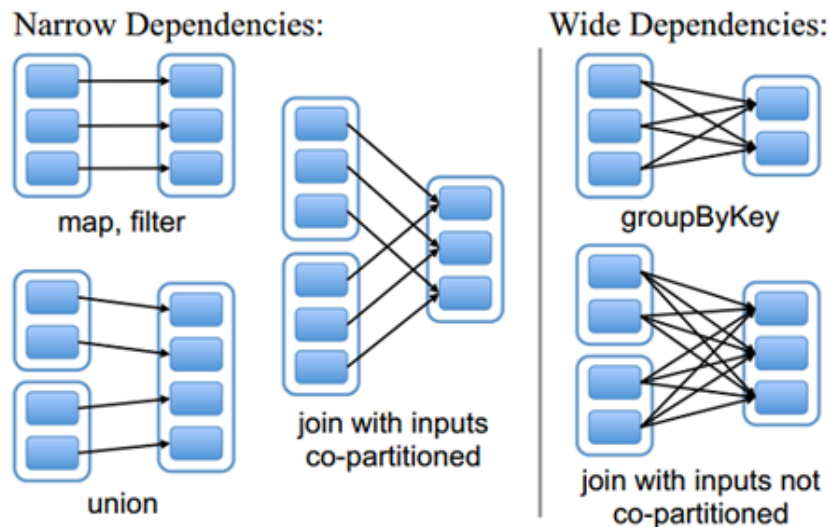 Narrow Dependencies:
map, filter
union
join with inputs
co-partitioned
Wide Dependencies:
groupByKey
join with inputs not
co-partitioned